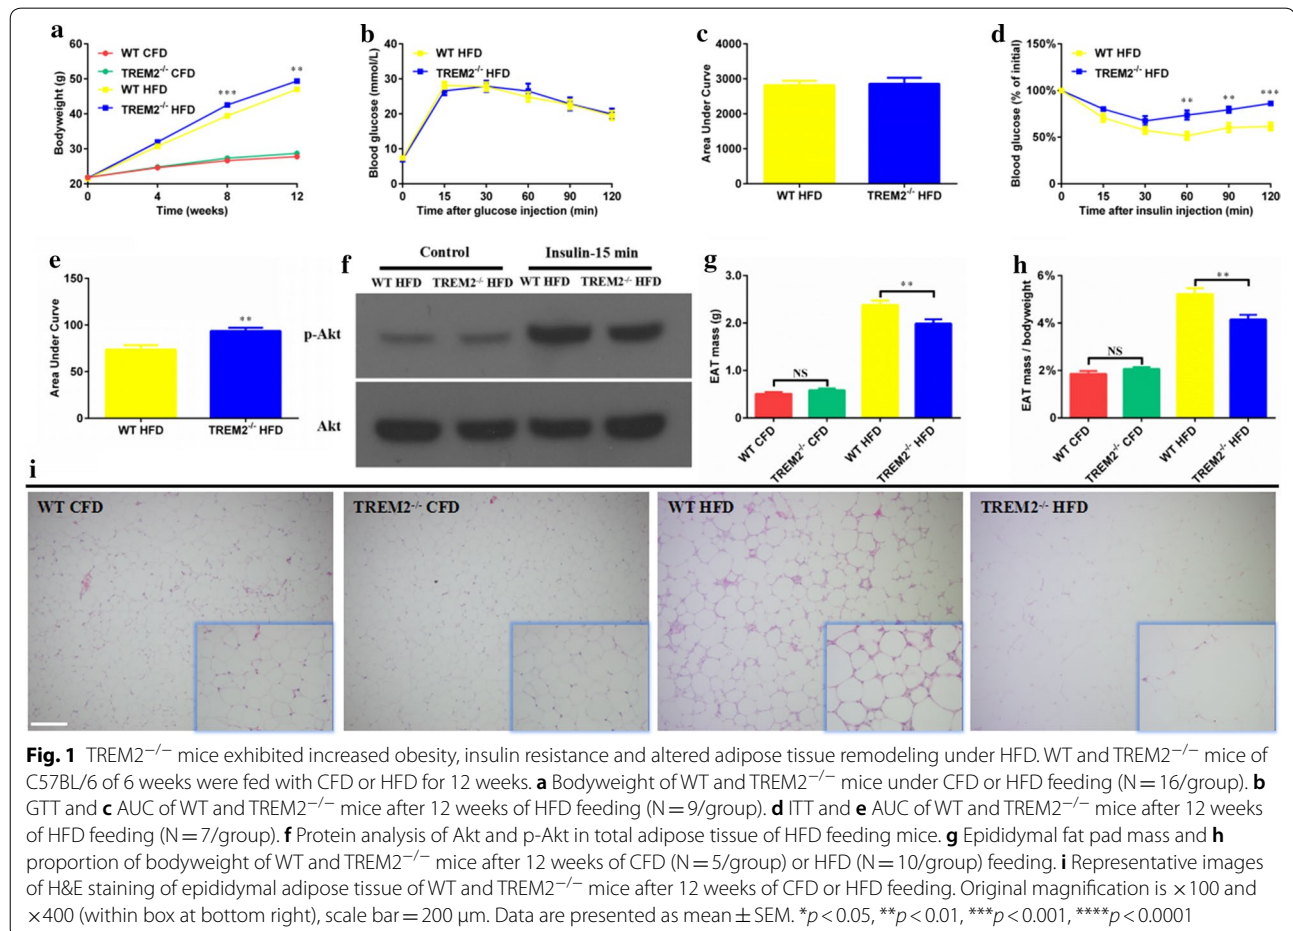 a
Bodyweight (g)
60
50
40
30
20
0
4
8
12
Time (weeks)
WT CFD
TREM2⁻/⁻ CFD
WT HFD
TREM2⁻/⁻ HFD
***
**
b
Blood glucose (mmol/L)
40
30
20
10
0
0
15
30
60
90
120
Time after glucose injection (min)
WT HFD
TREM2⁻/⁻ HFD
c
Area Under Curve
4000
3000
2000
1000
0
WT HFD
TREM2⁻/⁻ HFD
d
Blood glucose (% of initial)
150%
100%
50%
0
0
15
30
60
90
120
Time after insulin injection (min)
WT HFD
TREM2⁻/⁻ HFD
**
**
***
e
Area Under Curve
150
100
50
0
**
WT HFD
TREM2⁻/⁻ HFD
f
Control
Insulin-15 min
WT HFD TREM2⁻/⁻ HFD WT HFD TREM2⁻/⁻ HFD
p-Akt
Akt
g
EAT mass (g)
3.0
2.0
1.0
0
NS
**
WT CFD
TREM2⁻/⁻ CFD
WT HFD
TREM2⁻/⁻ HFD
h
EAT mass / bodyweight
6%
4%
2%
0
NS
**
WT CFD
TREM2⁻/⁻ CFD
WT HFD
TREM2⁻/⁻ HFD
i
WT CFD
TREM2⁻/⁻ CFD
WT HFD
TREM2⁻/⁻ HFD
Fig. 1 TREM2⁻/⁻ mice exhibited increased obesity, insulin resistance and altered adipose tissue remodeling under HFD. WT and TREM2⁻/⁻ mice of
C57BL/6 of 6 weeks were fed with CFD or HFD for 12 weeks. a Bodyweight of WT and TREM2⁻/⁻ mice under CFD or HFD feeding (N = 16/group). b
GTT and c AUC of WT and TREM2⁻/⁻ mice after 12 weeks of HFD feeding (N = 9/group). d ITT and e AUC of WT and TREM2⁻/⁻ mice after 12 weeks
of HFD feeding (N = 7/group). f Protein analysis of Akt and p-Akt in total adipose tissue of HFD feeding mice. g Epididymal fat pad mass and h
proportion of bodyweight of WT and TREM2⁻/⁻ mice after 12 weeks of CFD (N = 5/group) or HFD (N = 10/group) feeding. i Representative images
of H&E staining of epididymal adipose tissue of WT and TREM2⁻/⁻ mice after 12 weeks of CFD or HFD feeding. Original magnification is ×100 and
×400 (within box at bottom right), scale bar = 200 μm. Data are presented as mean ± SEM. *p < 0.05, **p < 0.01, ***p < 0.001, ****p < 0.0001